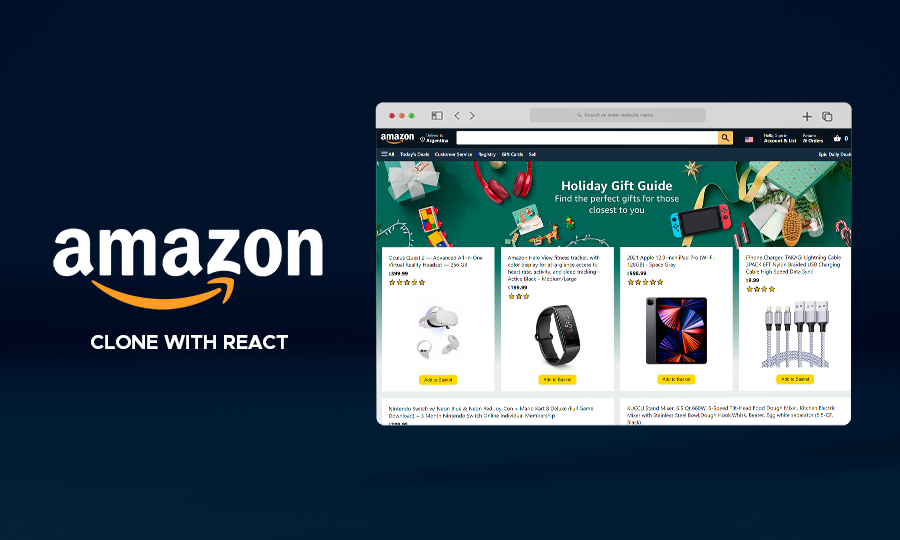 amazon
CLONE WITH REACT
Search or enter website name
amazon
Deliver to
Argentina
Hello, Sign in
Account & List
Returns
& Orders
0
All Today's Deals Customer Service Registry Gift Cards Sell
Epic Daily Deals
Holiday Gift Guide
Find the perfect gifts for those
closest to you
Oculus Quest 2 — Advanced All-In-One
Virtual Reality Headset — 256 GB
$399.99
Add to Basket
Amazon Halo View fitness tracker, with
color display for at-a-glance access to
heart rate, activity, and sleep tracking –
Active Black – Medium/Large
$199.99
Add to Basket
2021 Apple 12.9-inch iPad Pro (Wi‑Fi,
128GB) - Space Gray
$598.99
Add to Basket
iPhone Charger, TAKAGI Lightning Cable
3PACK 6FT Nylon Braided USB Charging
Cable High Speed Data Sync
$9.99
Add to Basket
Nintendo Switch w/ Neon Blue & Neon Red Joy-Con + Mario Kart 8 Deluxe (Full Game
Download) + 3 Month Nintendo Switch Online Individual Membership
KUCCU Stand Mixer, 6.5 Qt 660W, 6-Speed Tilt-Head Food Dough Mixer, Kitchen Electric
Mixer with Stainless Steel Bowl,Dough Hook,Whisk, Beater, Egg white separator (6.5-QT,
Black)